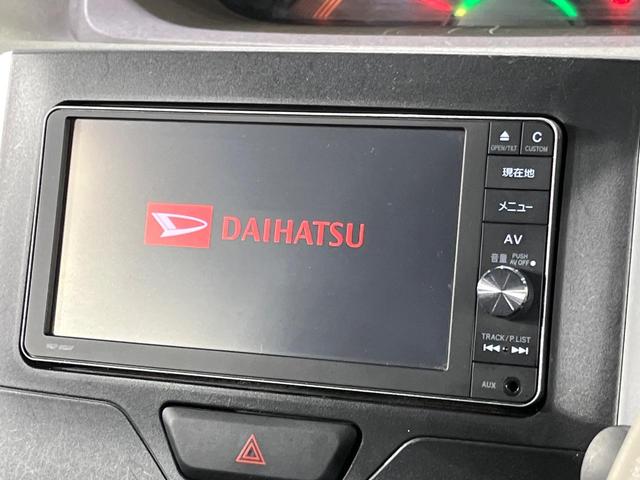 DAIHATSU
OPEN/TILT
C
CUSTOM
現在地
メニュー
AV
音量 PUSH
AV OFF
TRACK/P.LIST
AUX